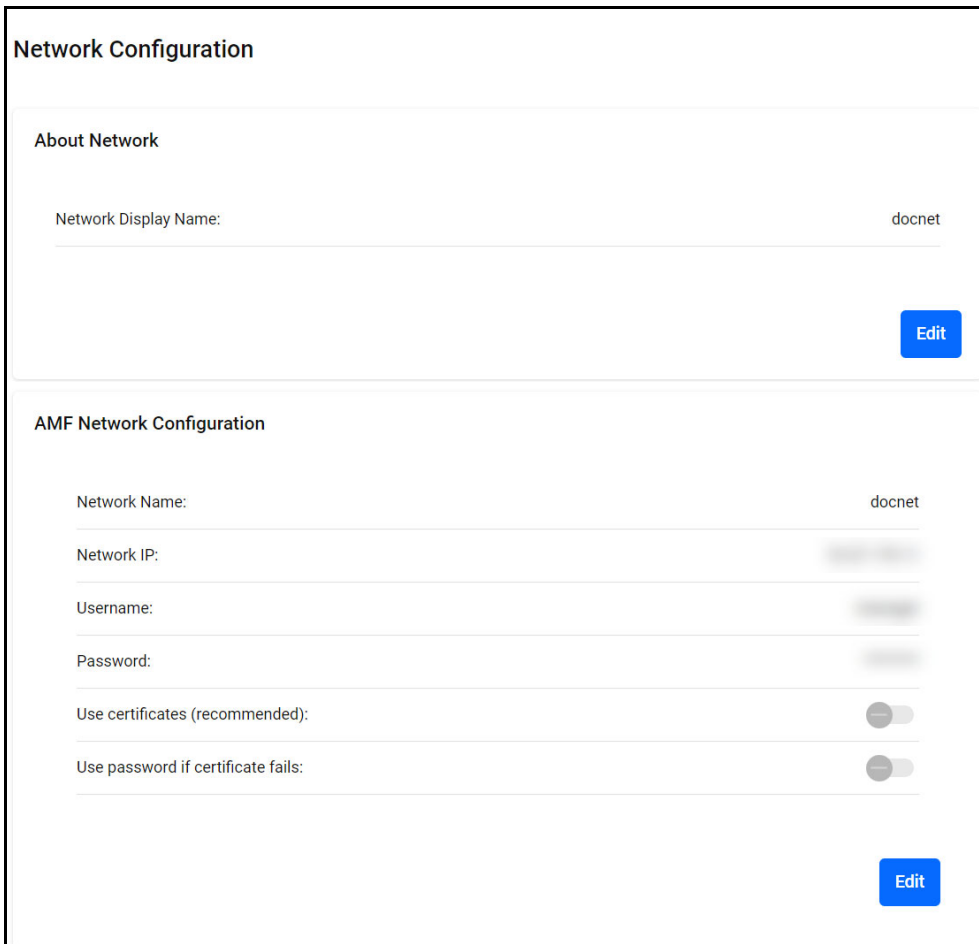 Network Configuration
About Network
Network Display Name: docnet
Edit
AMF Network Configuration
Network Name: docnet
Network IP:
Username:
Password:
Use certificates (recommended):
Use password if certificate fails:
Edit